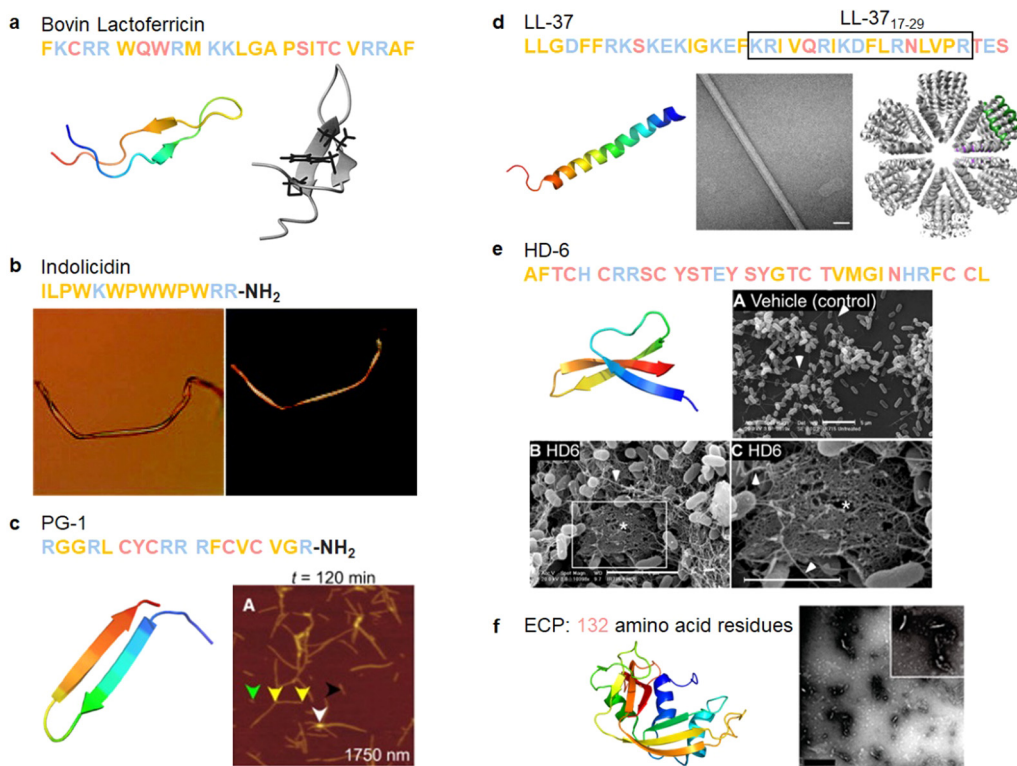 a
Bovin Lactoferricin
FKCRR WQWRM KKLGA PSITC VRRAF
b
Indolicidin
ILPWKWPWWPWRR-NH2
c
PG-1
RGGRL CYCRR RFCVC VGR-NH2
t = 120 min
A
1750 nm
d
LL-37
LL-37₁₇₋₂₉
LLGDFFRKSKEKIGKEFKRI VQRIKDFLRNLVPRTES
e
HD-6
AFTCH CRRSC YSTEY SYGTC TVMGI NHRFC CL
A Vehicle (control)
B HD6
*
C HD6
*
f
ECP: 132 amino acid residues